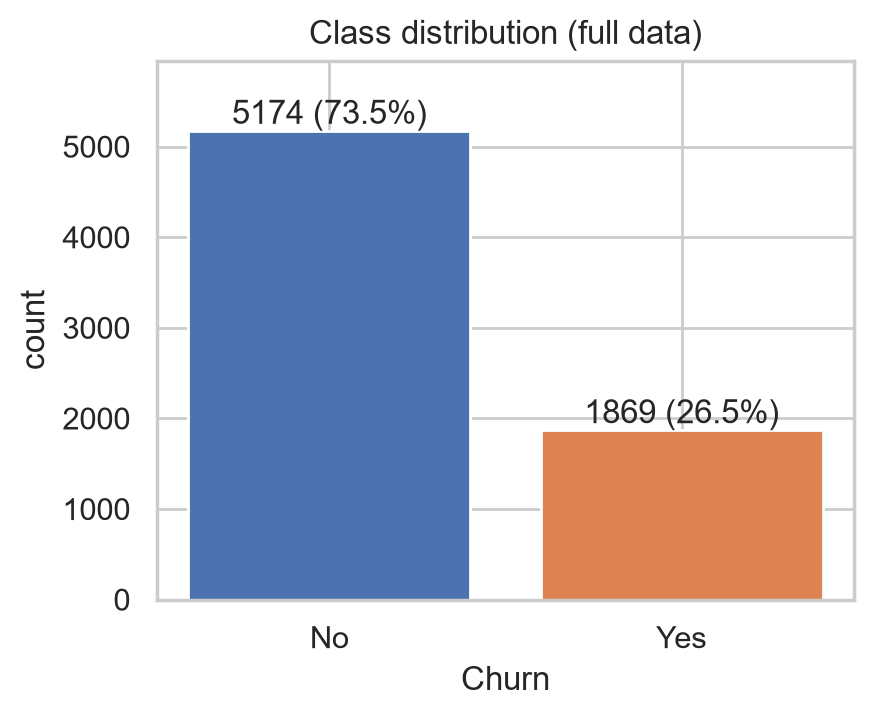 Class distribution (full data)
5174 (73.5%)
5000
4000
3000
count
1869 (26.5%)
2000
1000
0
No
Yes
Churn